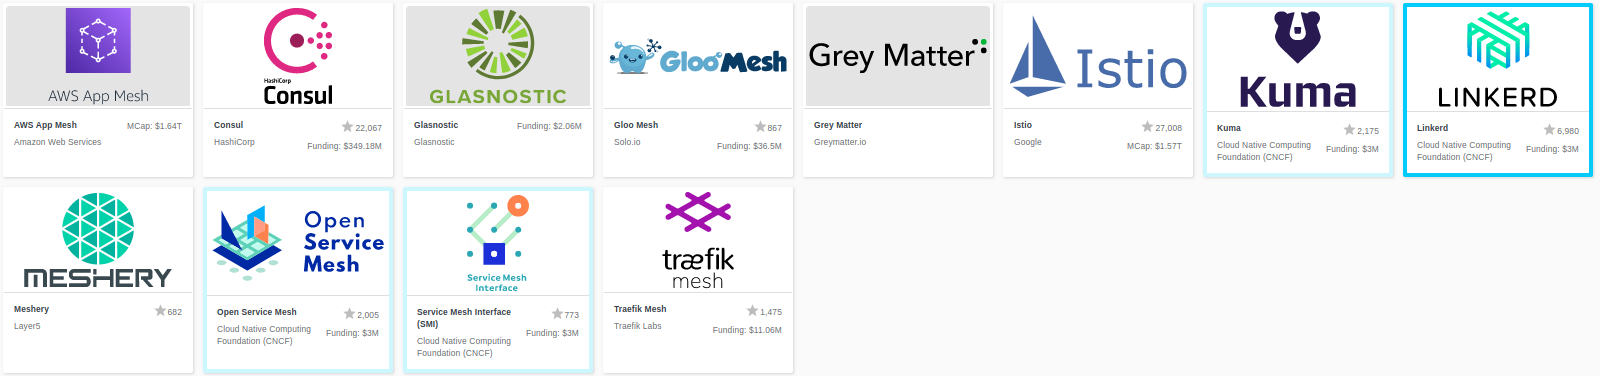 AWS App Mesh
AWS App Mesh
MCap: $1.64T
Amazon Web Services
HashiCorp
Consul
Consul
22,067
HashiCorp
Funding: $349.18M
GLASNOSTIC
Glasnostic
Funding: $2.06M
Glasnostic
Gloo Mesh
Gloo Mesh
867
Solo.io
Funding: $36.5M
Grey Matter
Grey Matter
Greymatter.io
Istio
Istio
27,008
Google
MCap: $1.57T
Kuma
Kuma
2,175
Cloud Native Computing
Foundation (CNCF)
Funding: $3M
LINKERD
Linkerd
6,980
Cloud Native Computing
Foundation (CNCF)
Funding: $3M
MESHERY
Meshery
682
Layer5
Open
Service
Mesh
Open Service Mesh
2,005
Cloud Native Computing
Foundation (CNCF)
Funding: $3M
Service Mesh
Interface
Service Mesh Interface
(SMI)
773
Cloud Native Computing
Foundation (CNCF)
Funding: $3M
træfik
mesh
Traefik Mesh
1,475
Traefik Labs
Funding: $11.06M